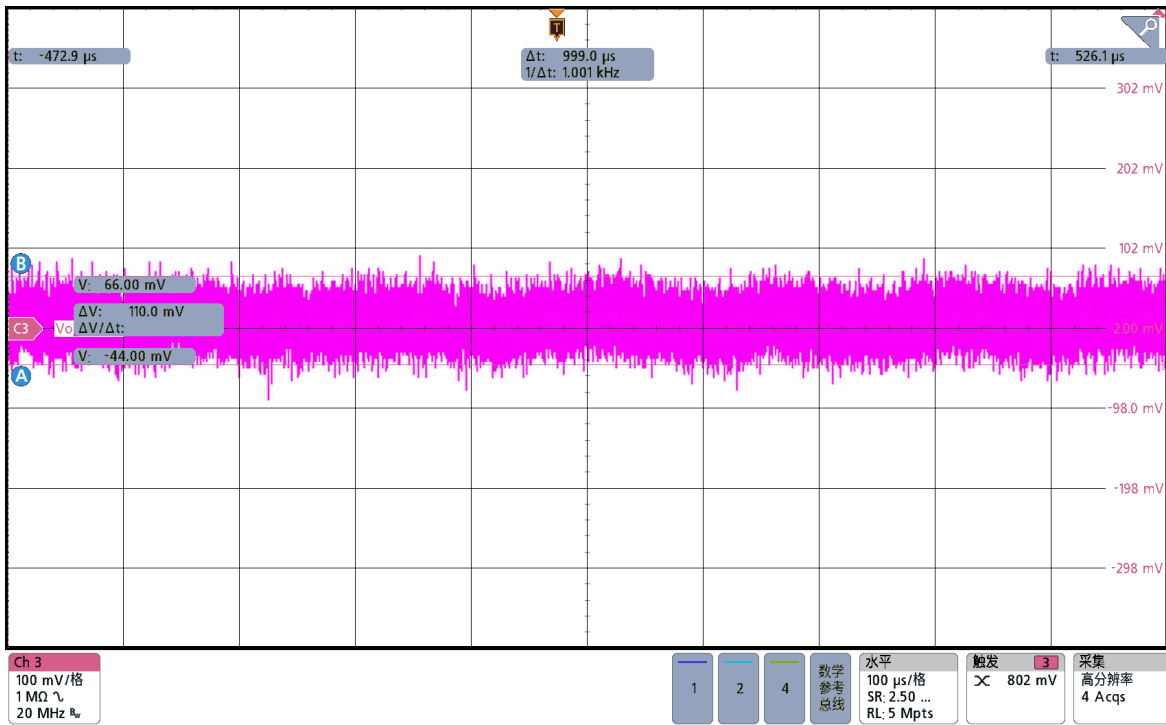 T
t: -472.9 µs
Δt: 999.0 µs
1/Δt: 1.001 kHz
t: 526.1 µs
302 mV
202 mV
102 mV
B
V: 66.00 mV
ΔV: 110.0 mV
ΔV/Δt:
C3
Vo
2.00 mV
V: -44.00 mV
A
-98.0 mV
-198 mV
-298 mV
Ch 3
100 mV/格
1 MΩ
20 MHz Bw
1
2
4
数学
参考
总线
水平
100 µs/格
SR: 2.50 ...
RL: 5 Mpts
触发 3
802 mV
采集
高分辨率
4 Acqs